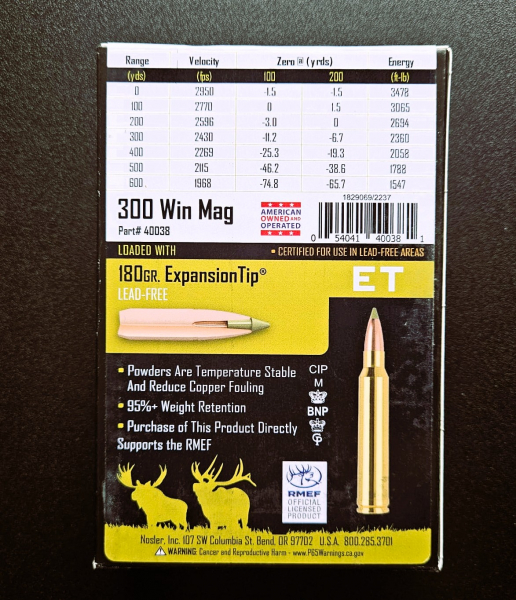 Range Velocity Zero @ (yrds) Energy
(yds) (fps) 100 200 (ft-lb)
0 2950 -1.5 -1.5 3478
100 2770 0 1.5 3065
200 2596 -3.0 0 2694
300 2430 -11.2 -6.7 2360
400 2269 -25.3 -19.3 2058
500 2115 -46.2 -38.6 1788
600 1968 -74.8 -65.7 1547
300 Win Mag
Part# 40038
AMERICAN
OWNED AND
OPERATED
1829069/2237
0 54041 40038 1
LOADED WITH
• CERTIFIED FOR USE IN LEAD-FREE AREAS
180GR. ExpansionTip®
LEAD-FREE
ET
• Powders Are Temperature Stable
And Reduce Copper Fouling
• 95%+ Weight Retention
• Purchase of This Product Directly
Supports the RMEF
CIP
M
BNP
RMEF
OFFICIAL
LICENSED
PRODUCT
Nosler, Inc. 107 SW Columbia St. Bend, OR 97702 U.S.A. 800.285.3701
⚠ WARNING: Cancer and Reproductive Harm - www.P65Warnings.ca.gov